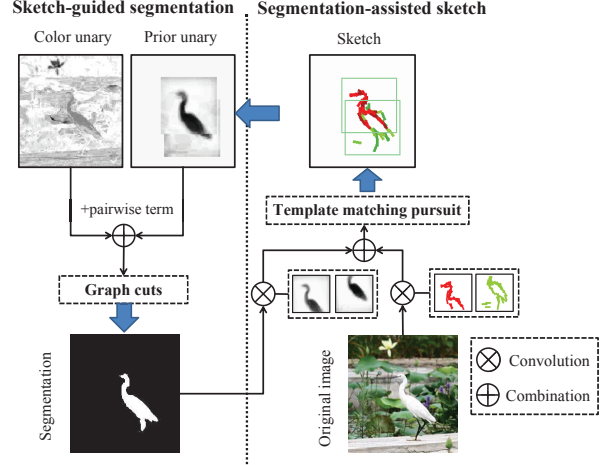 Sketch-guided segmentation
Segmentation-assisted sketch
Color unary
Prior unary
Sketch
+pairwise term
Template matching pursuit
Graph cuts
Segmentation
Original image
Convolution
Combination